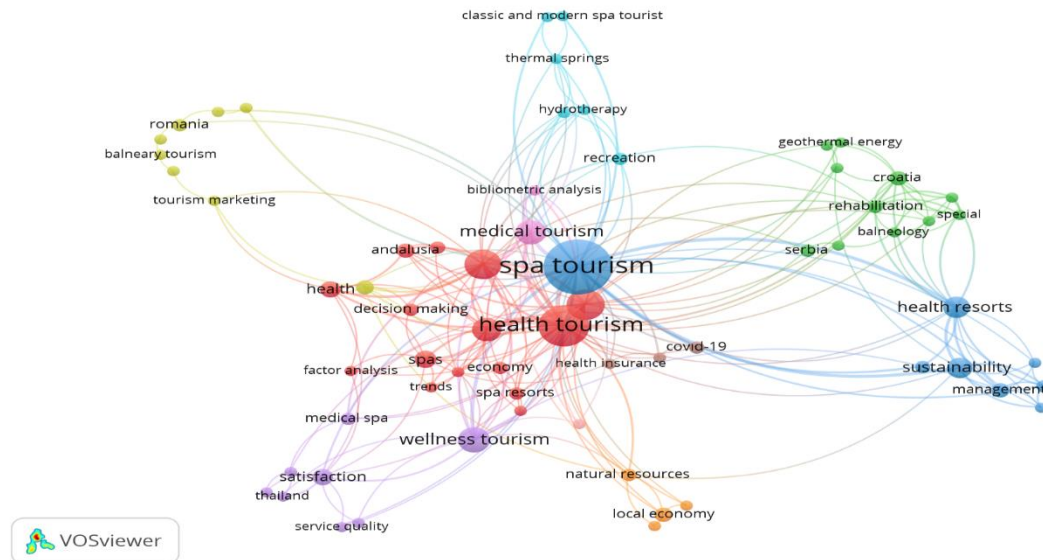 classic and modern spa tourist
thermal springs
hydrotherapy
romania
geothermal energy
balneary tourism
recreation
croatia
bibliometric analysis
tourism marketing
rehabilitation
special
medical tourism
balneology
andalusia
serbia
spa tourism
health
decision making
health resorts
health tourism
covid-19
spas
health insurance
factor analysis
economy
sustainability
trends
spa resorts
management
medical spa
wellness tourism
satisfaction
natural resources
thailand
local economy
service quality
VOSviewer